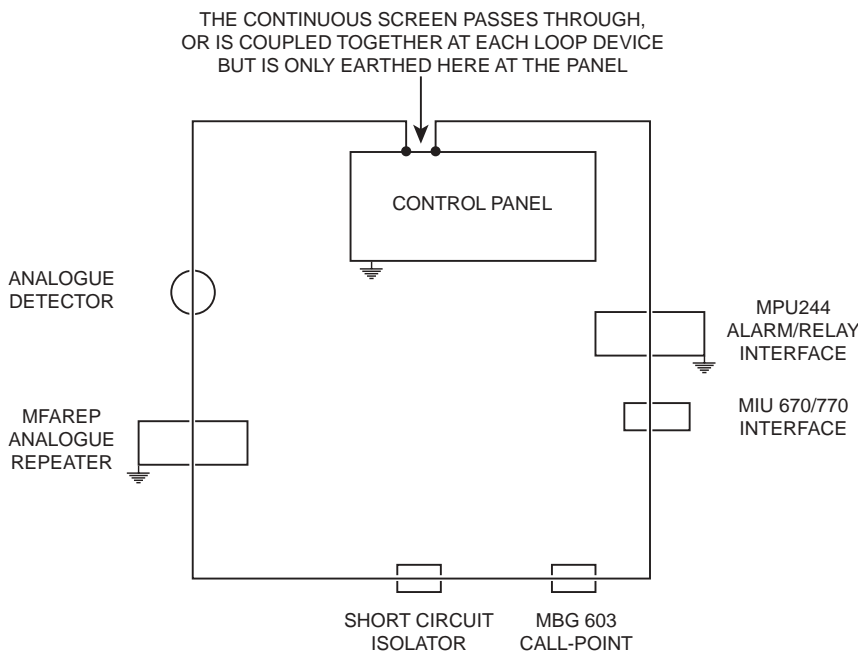 THE CONTINUOUS SCREEN PASSES THROUGH,
OR IS COUPLED TOGETHER AT EACH LOOP DEVICE
BUT IS ONLY EARTHED HERE AT THE PANEL
CONTROL PANEL
ANALOGUE
DETECTOR
MPU244
ALARM/RELAY
INTERFACE
MFAREP
ANALOGUE
REPEATER
MIU 670/770
INTERFACE
SHORT CIRCUIT
ISOLATOR
MBG 603
CALL-POINT